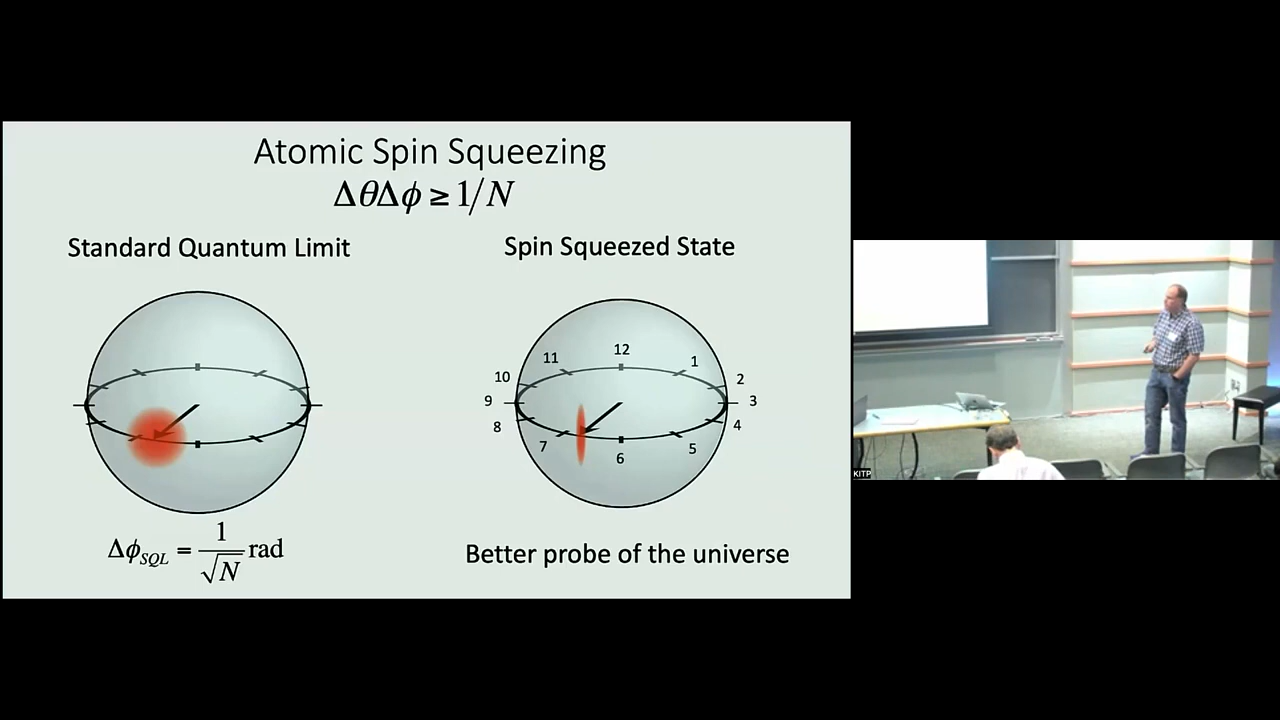 Atomic Spin Squeezing
ΔθΔϕ ≥ 1/N
Standard Quantum Limit
Spin Squeezed State
12
11
1
10
2
9
3
8
4
7
5
6
Δϕ_SQL = 1/√N rad
Better probe of the universe
KITP